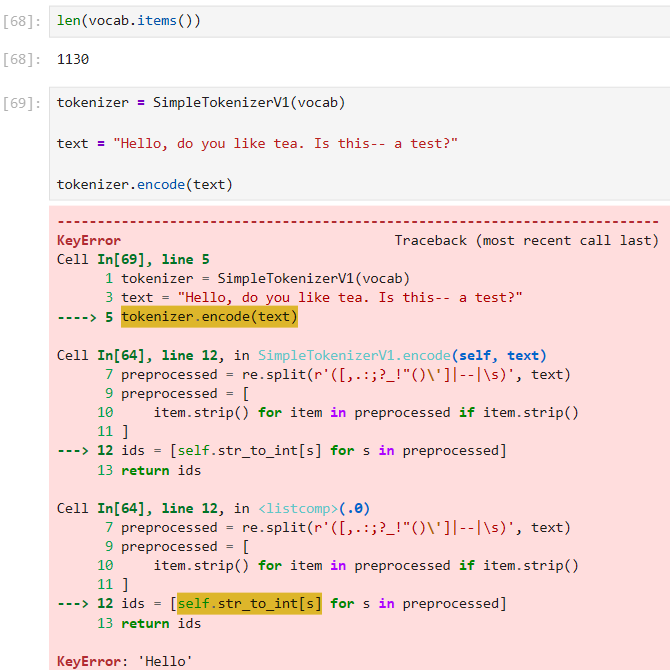 [68]: len(vocab.items())
[68]: 1130
[69]: tokenizer = SimpleTokenizerV1(vocab)
text = "Hello, do you like tea. Is this-- a test?"
tokenizer.encode(text)
---------------------------------------------------------------------------
KeyError                                  Traceback (most recent call last)
Cell In[69], line 5
      1 tokenizer = SimpleTokenizerV1(vocab)
      3 text = "Hello, do you like tea. Is this-- a test?"
----> 5 tokenizer.encode(text)
Cell In[64], line 12, in SimpleTokenizerV1.encode(self, text)
      7 preprocessed = re.split(r'([,.:;?_!"()\']|--|\s)', text)
      9 preprocessed = [
     10     item.strip() for item in preprocessed if item.strip()
     11 ]
---> 12 ids = [self.str_to_int[s] for s in preprocessed]
     13 return ids
Cell In[64], line 12, in <listcomp>(.0)
      7 preprocessed = re.split(r'([,.:;?_!"()\']|--|\s)', text)
      9 preprocessed = [
     10     item.strip() for item in preprocessed if item.strip()
     11 ]
---> 12 ids = [self.str_to_int[s] for s in preprocessed]
     13 return ids
KeyError: 'Hello'